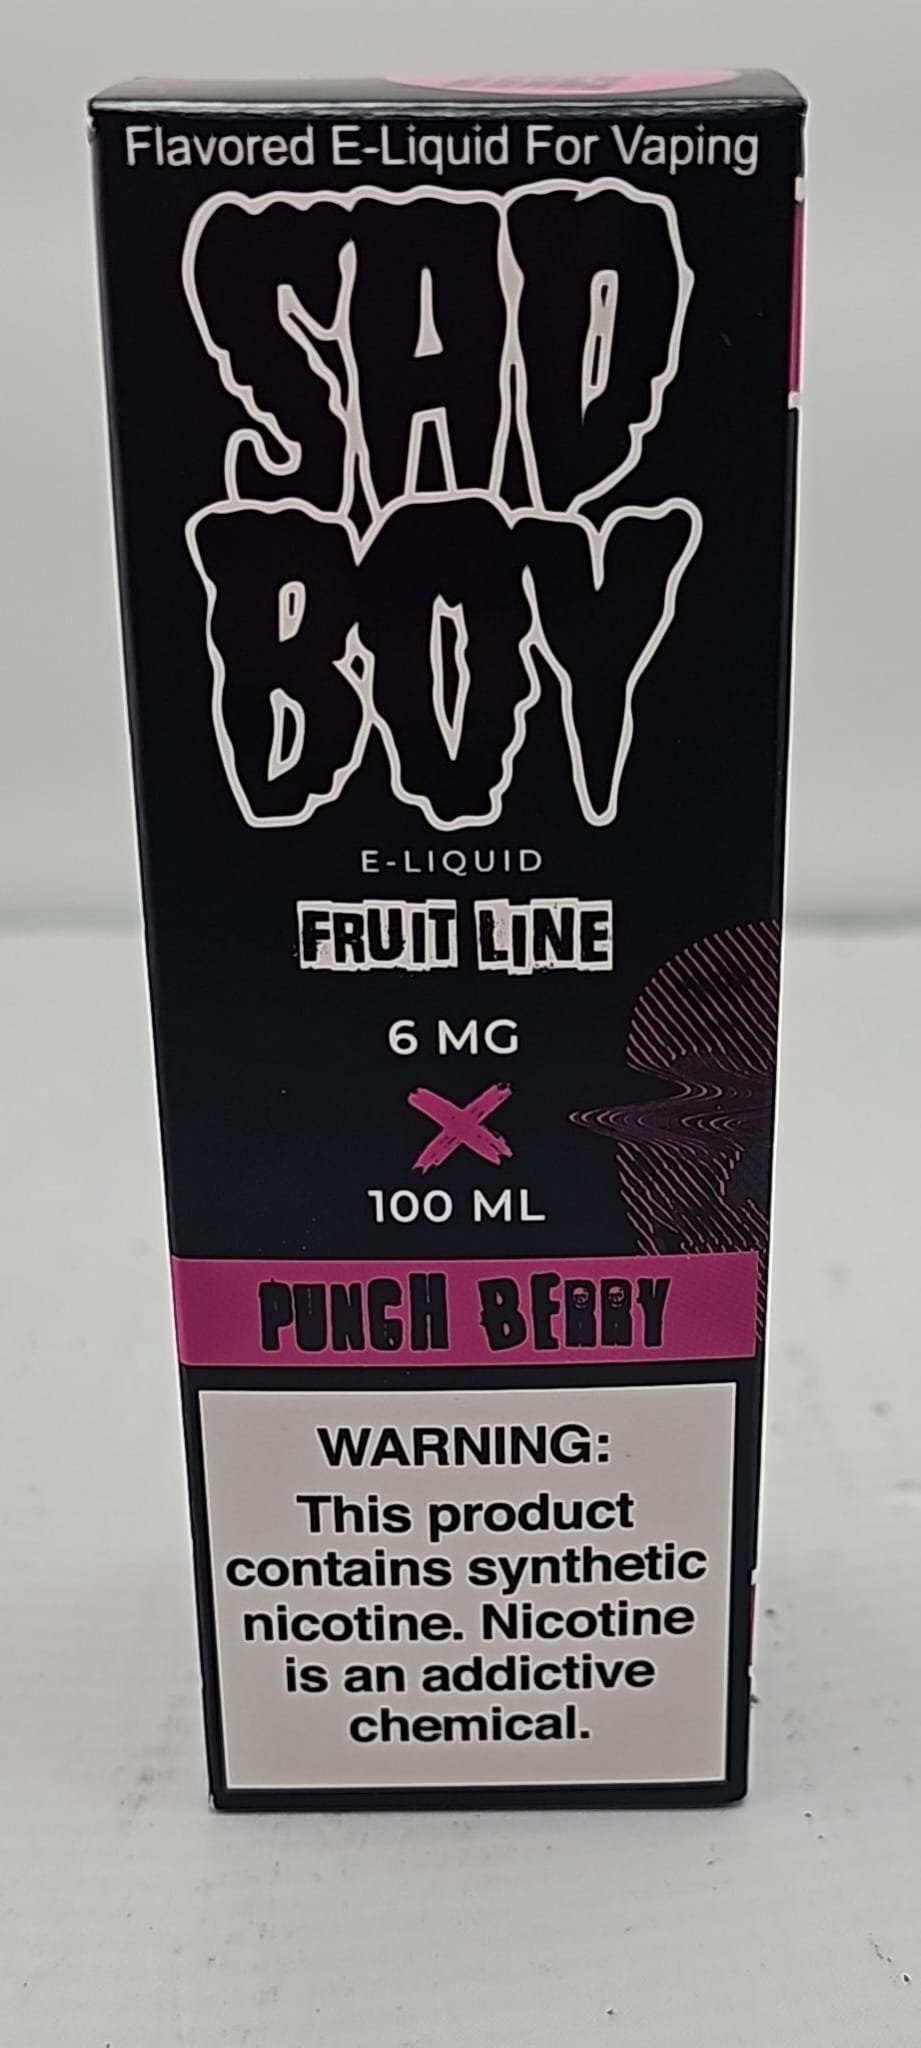 Flavored E-Liquid For Vaping
SAD
BOY
E-LIQUID
FRUIT LINE
6 MG
X
100 ML
PUNCH BERRY
WARNING:
This product
contains synthetic
nicotine. Nicotine
is an addictive
chemical.